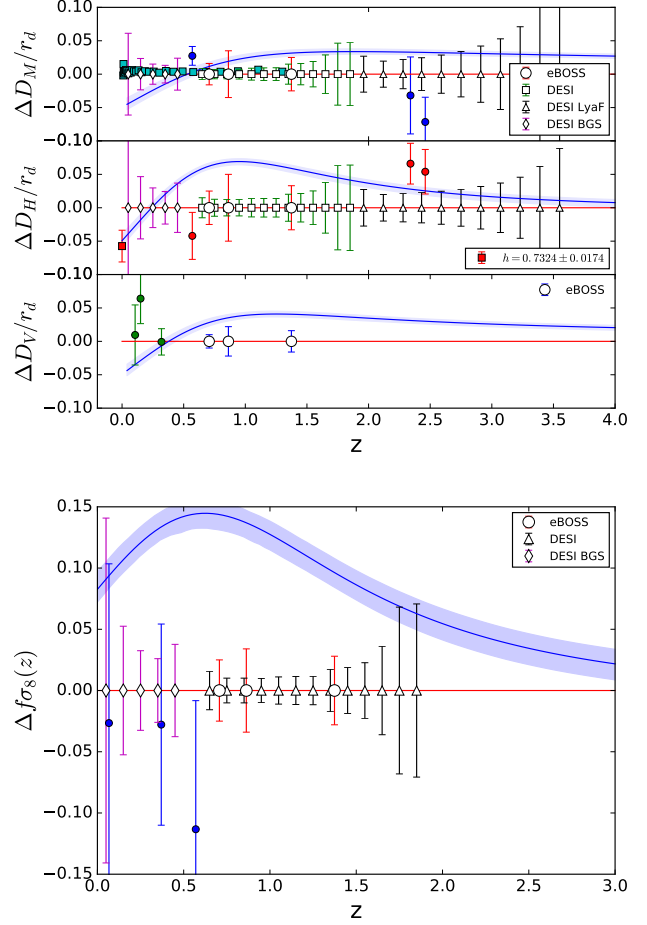 0.10
0.05
0.00
−0.05
−0.10
ΔD_M/r_d
eBOSS
DESI
DESI LyaF
DESI BGS
0.10
0.05
0.00
−0.05
−0.10
ΔD_H/r_d
h = 0.7324 ± 0.0174
0.10
0.05
0.00
−0.05
−0.10
ΔD_V/r_d
eBOSS
0.0 0.5 1.0 1.5 2.0 2.5 3.0 3.5 4.0
z
0.15
0.10
0.05
0.00
−0.05
−0.10
−0.15
Δfσ_8(z)
eBOSS
DESI
DESI BGS
0.0 0.5 1.0 1.5 2.0 2.5 3.0
z